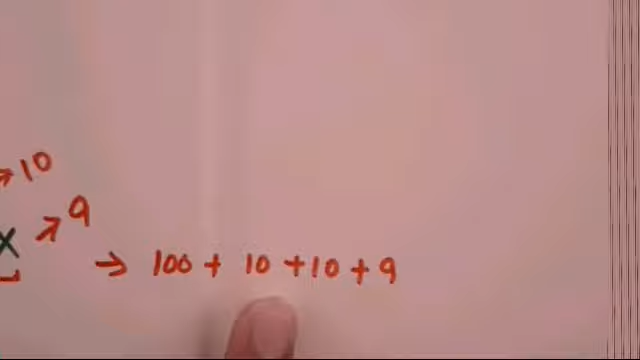 → 10
X → 9
→ 100 + 10 + 10 + 9